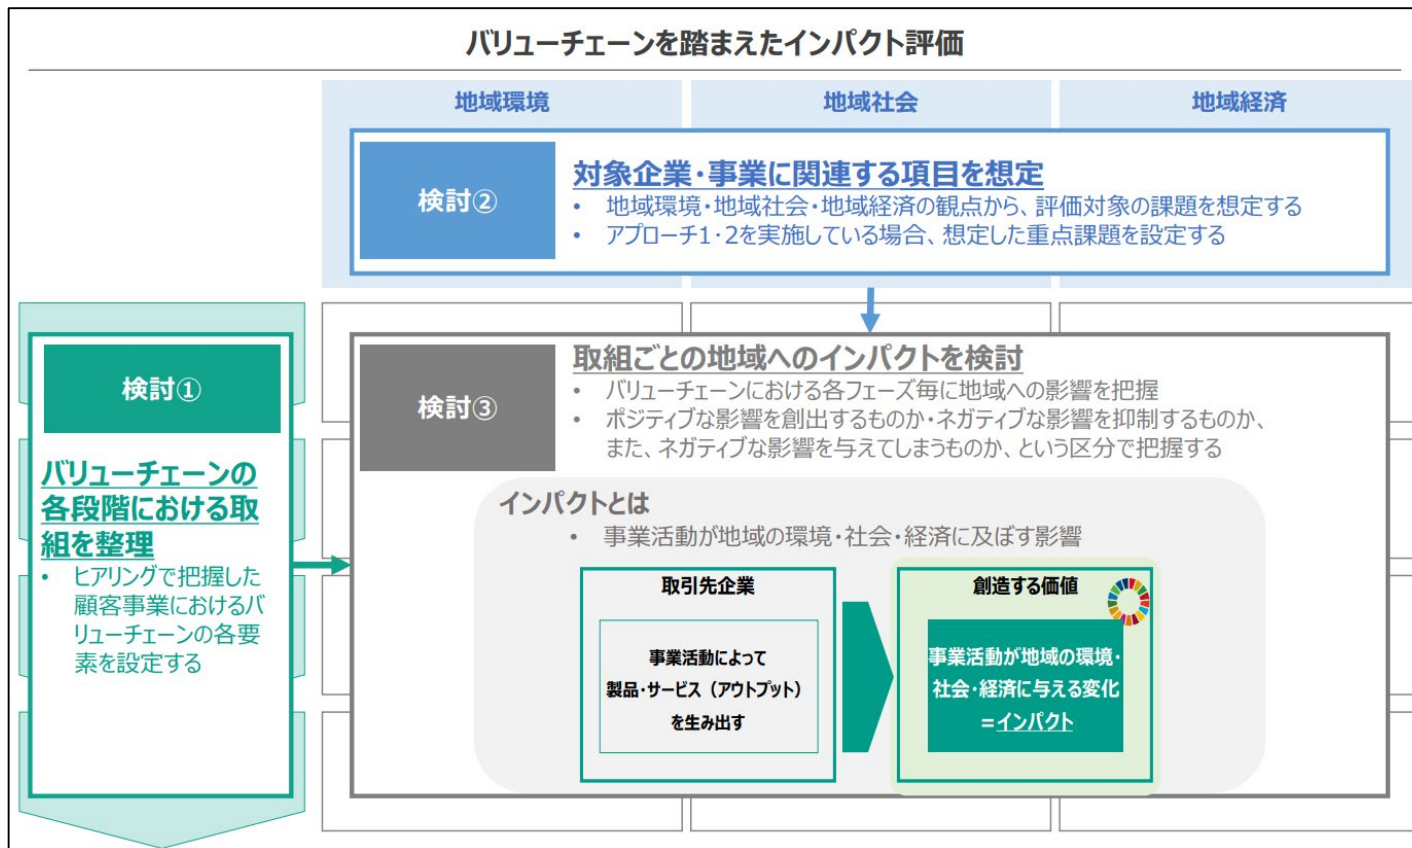 バリューチェーンを踏まえたインパクト評価
地域環境
地域社会
地域経済
検討②
対象企業・事業に関連する項目を想定
• 地域環境・地域社会・地域経済の観点から、評価対象の課題を想定する
• アプローチ1・2を実施している場合、想定した重点課題を設定する
検討①
バリューチェーンの
各段階における取
組を整理
• ヒアリングで把握した
顧客事業におけるバ
リューチェーンの各要
素を設定する
検討③
取組ごとの地域へのインパクトを検討
• バリューチェーンにおける各フェーズ毎に地域への影響を把握
• ポジティブな影響を創出するものか・ネガティブな影響を抑制するものか、
また、ネガティブな影響を与えてしまうものか、という区分で把握する
インパクトとは
• 事業活動が地域の環境・社会・経済に及ぼす影響
取引先企業
事業活動によって
製品・サービス（アウトプット）
を生み出す
創造する価値
事業活動が地域の環境・
社会・経済に与える変化
＝インパクト